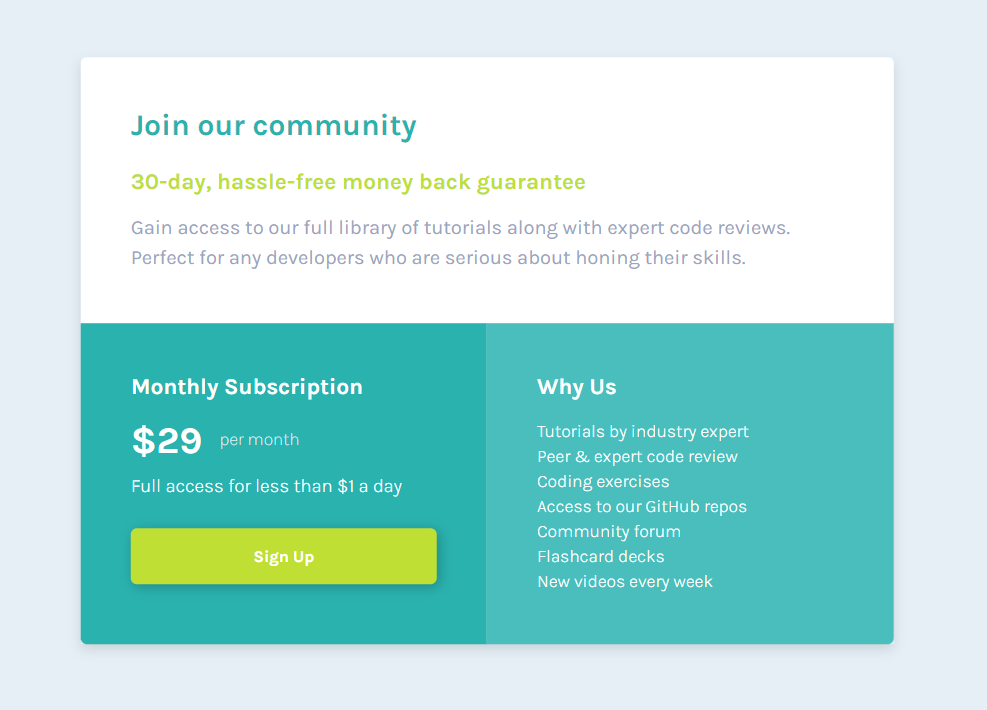 Join our community
30-day, hassle-free money back guarantee
Gain access to our full library of tutorials along with expert code reviews.
Perfect for any developers who are serious about honing their skills.
Monthly Subscription
$29 per month
Full access for less than $1 a day
Sign Up
Why Us
Tutorials by industry expert
Peer & expert code review
Coding exercises
Access to our GitHub repos
Community forum
Flashcard decks
New videos every week